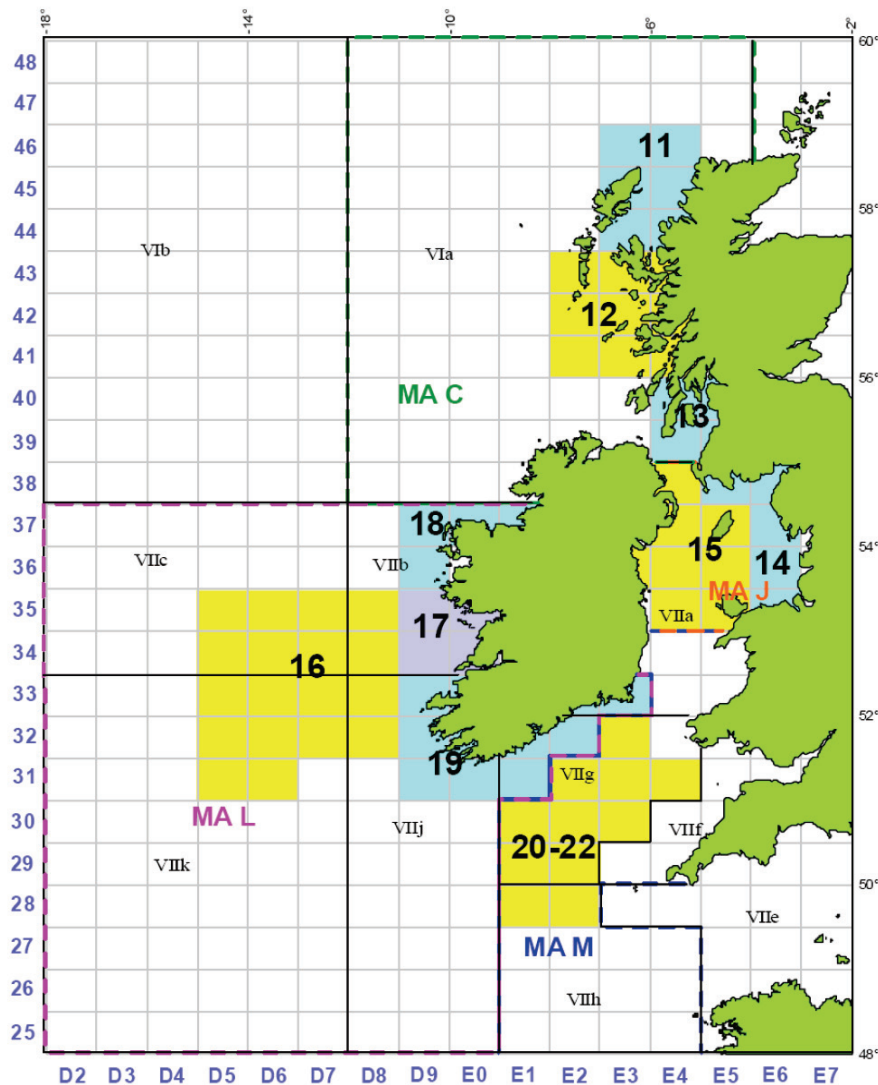 18° 14° 10° 6° 2°
48 60°
47
46 11
45
44 58°
VIb VIa
43
42 12
41
56°
40 MA C 13
39
38
37 18
54°
VIIc VIIb 15 14
36
MA J
35 17 VIIa
34 16
33
52°
32
31 19 VIIg
30 MA L VIIj VIIf
20-22
29 VIIk
50°
28 VIIe
27 MA M
26 VIIh
25 48°
D2 D3 D4 D5 D6 D7 D8 D9 E0 E1 E2 E3 E4 E5 E6 E7